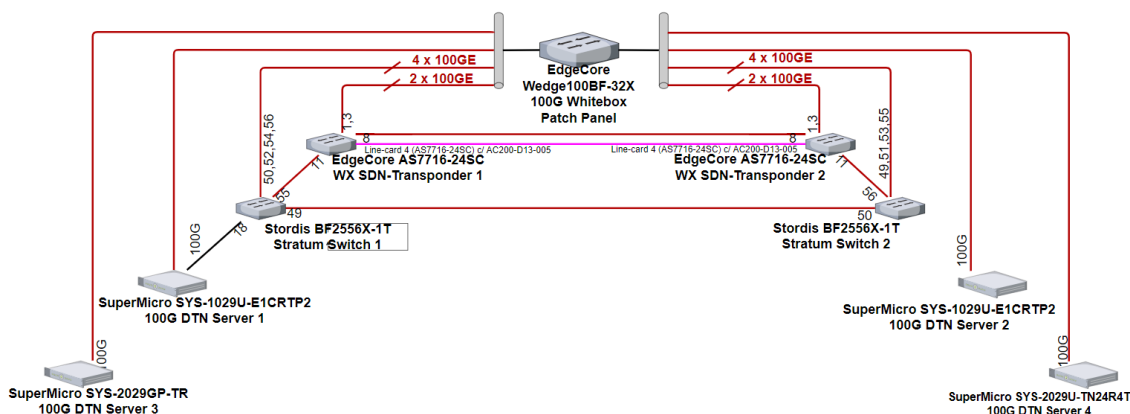 4 x 100GE
2 x 100GE
EdgeCore
Wedge100BF-32X
100G Whitebox
Patch Panel
4 x 100GE
2 x 100GE
1,3
8
Line-card 4 (AS7716-24SC) c/ AC200-D13-005
Line-card 4 (AS7716-24SC) c/ AC200-D13-005
8
1,3
11
EdgeCore AS7716-24SC
WX SDN-Transponder 1
EdgeCore AS7716-24SC
WX SDN-Transponder 2
11
50,52,54,56
49,51,53,55
55
49
18
Stordis BF2556X-1T
Stratum Switch 1
56
50
Stordis BF2556X-1T
Stratum Switch 2
100G
SuperMicro SYS-1029U-E1CRTP2
100G DTN Server 1
100G
SuperMicro SYS-1029U-E1CRTP2
100G DTN Server 2
100G
SuperMicro SYS-2029GP-TR
100G DTN Server 3
100G
SuperMicro SYS-2029U-TN24R4T
100G DTN Server 4